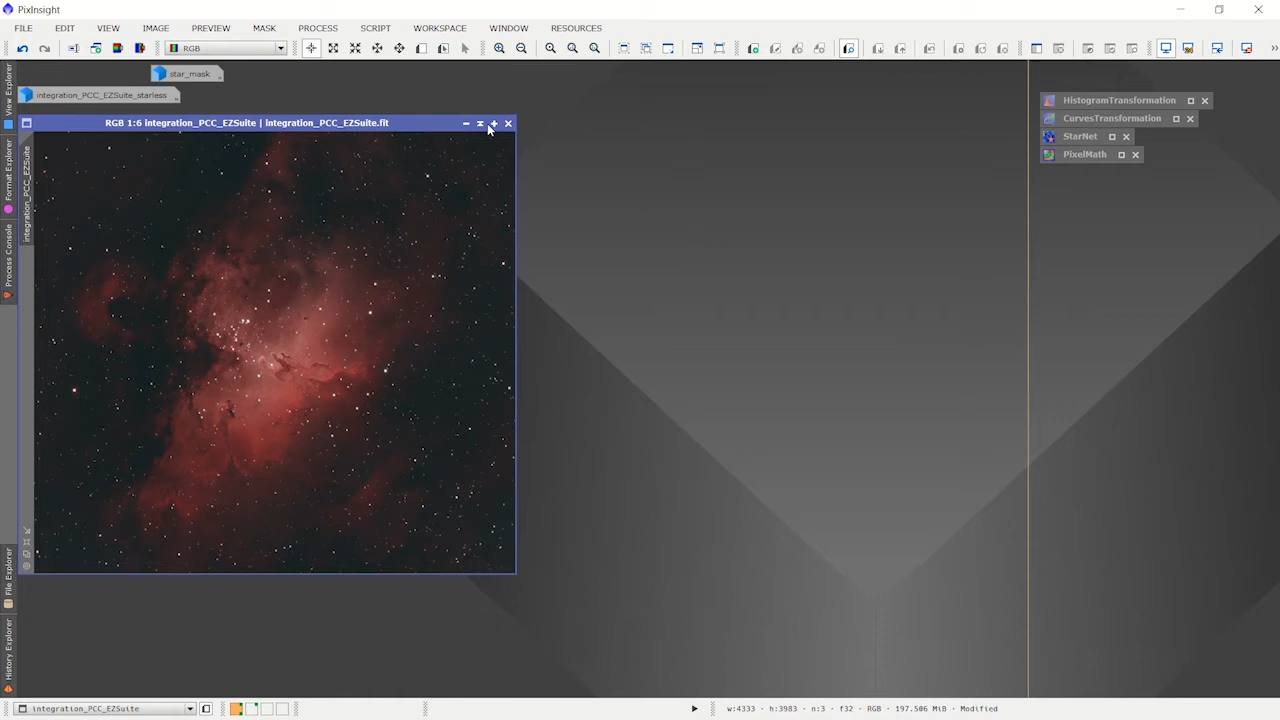 PixInsight
FILE EDIT VIEW IMAGE PREVIEW MASK PROCESS SCRIPT WORKSPACE WINDOW RESOURCES
RGB
View Explorer
Format Explorer
Process Console
File Explorer
History Explorer
star_mask
integration_PCC_EZSuite_starless
RGB 1:6 integration_PCC_EZSuite | integration_PCC_EZSuite.fit
integration_PCC_EZSuite
HistogramTransformation
CurvesTransformation
StarNet
PixelMath
integration_PCC_EZSuite
w:4333 · h:3983 · n:3 · f32 · RGB · 197.506 MiB · Modified